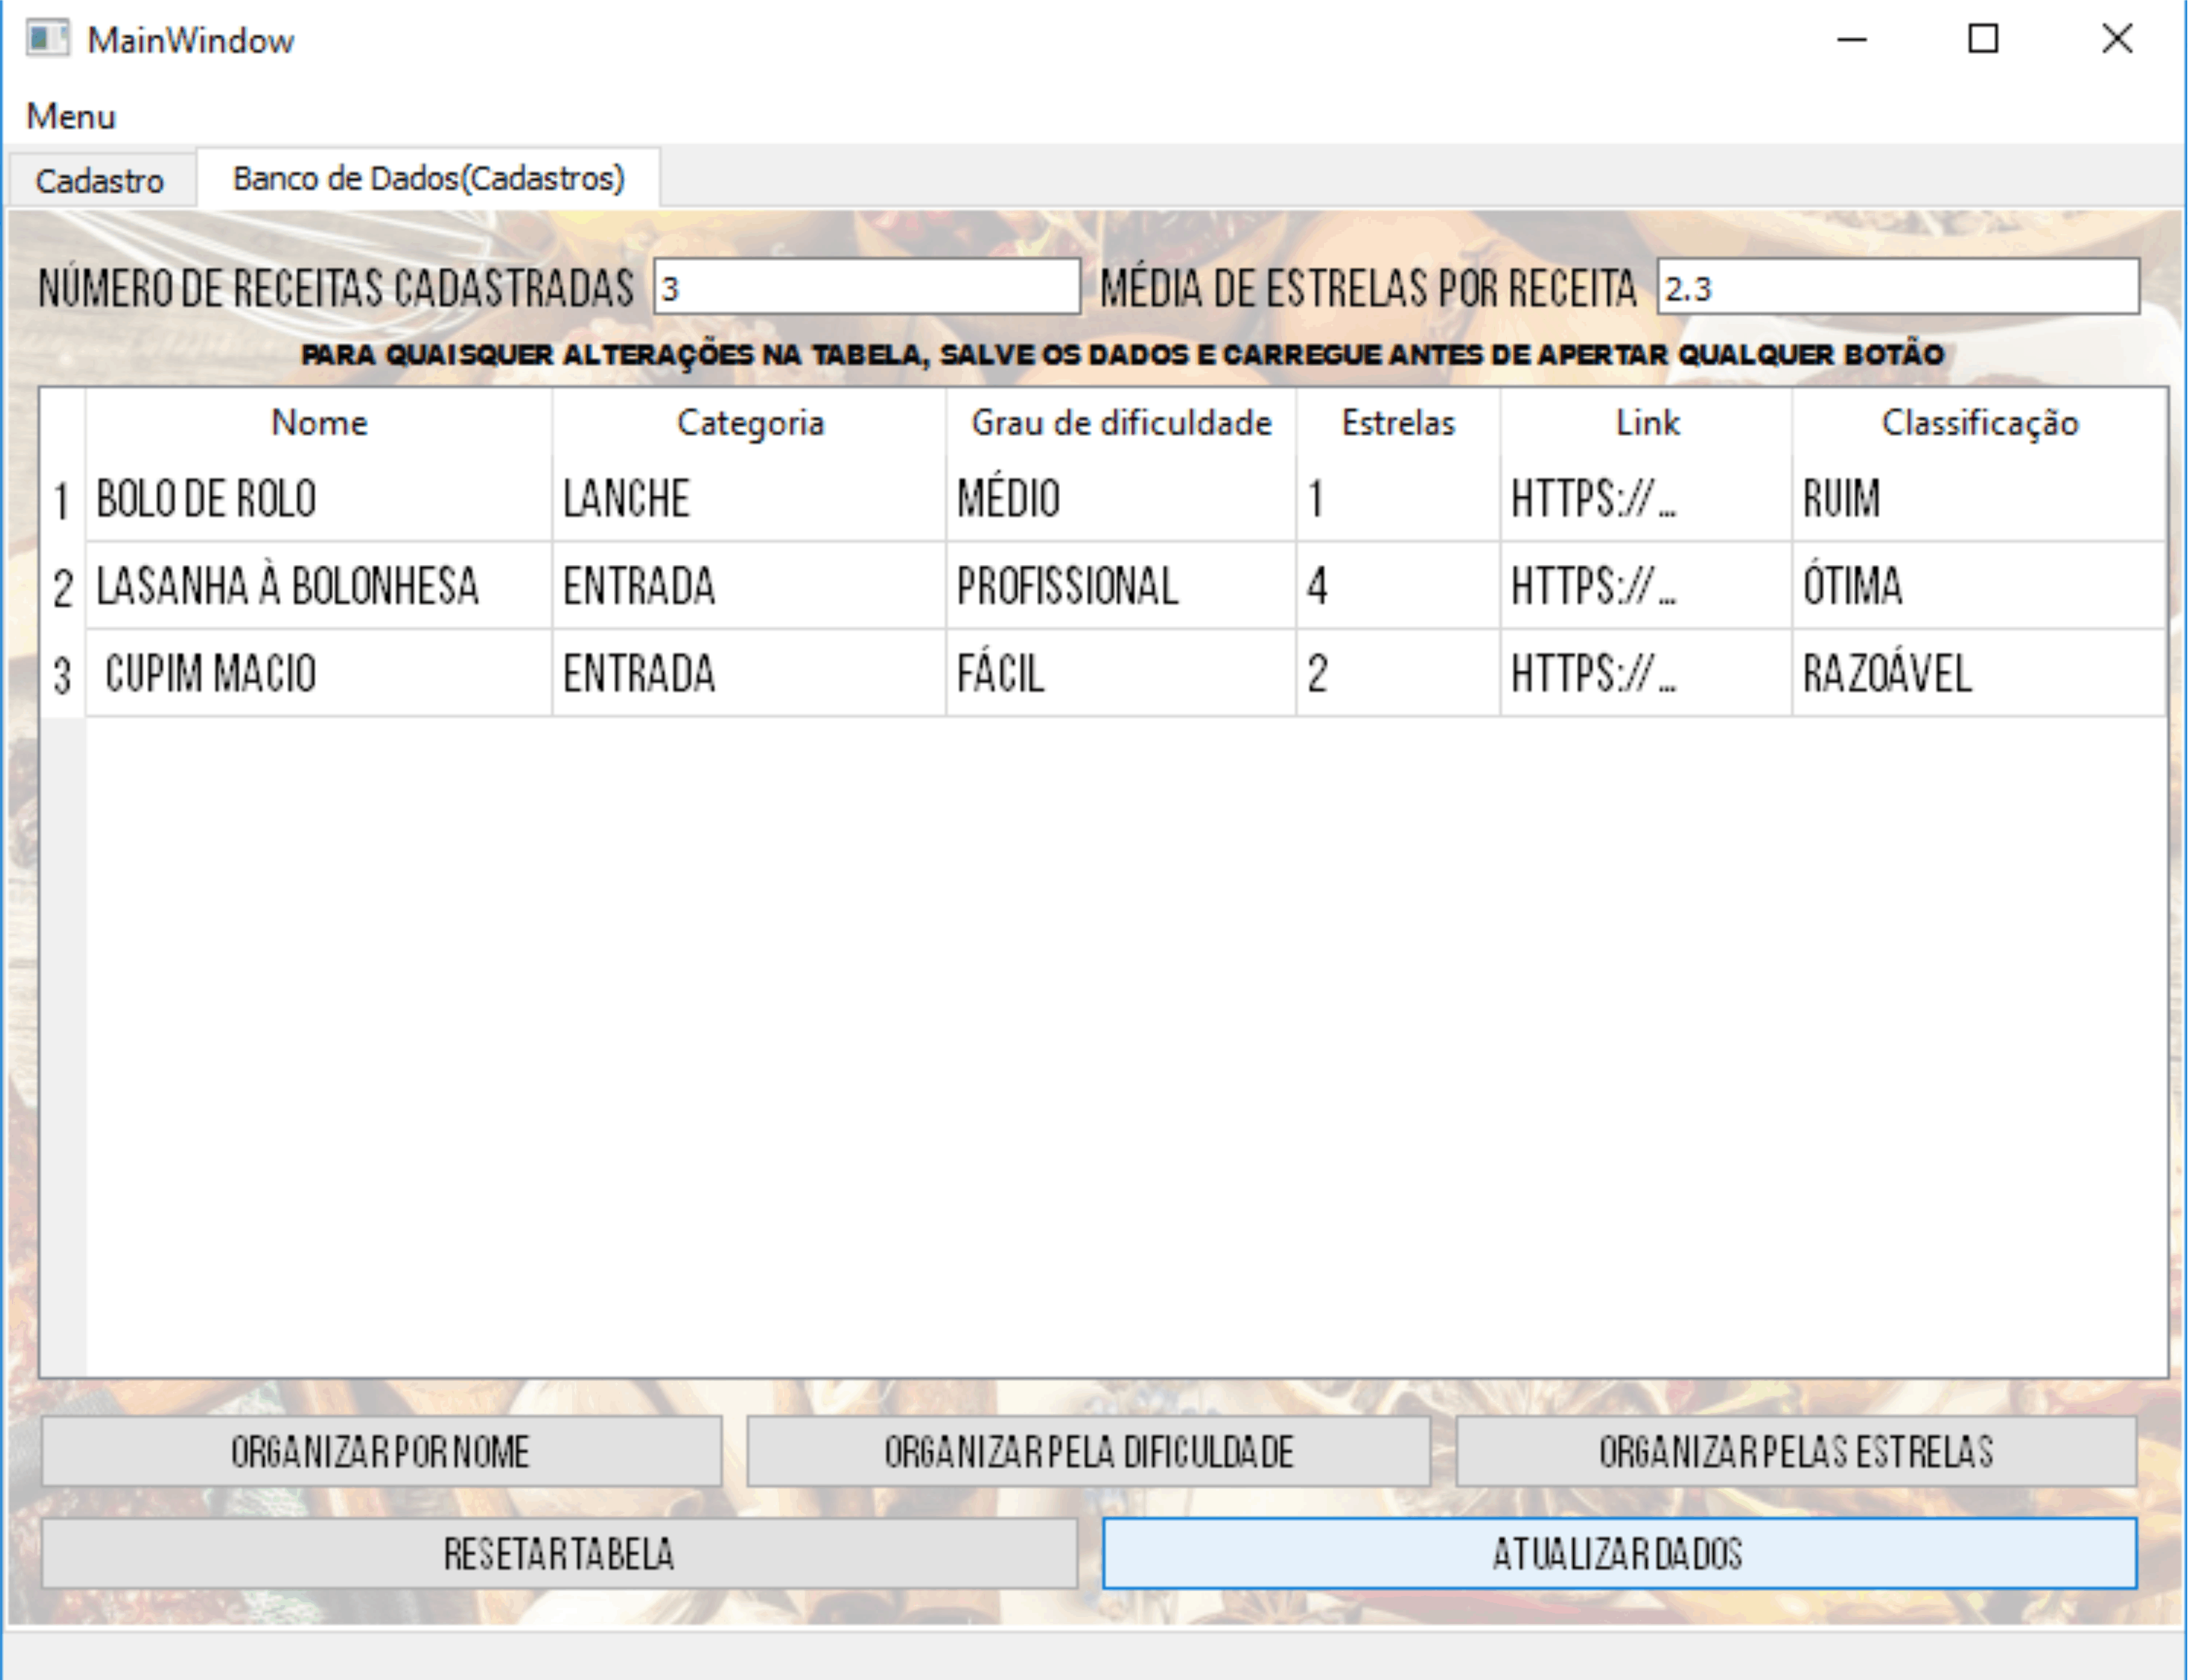 MainWindow
Menu
Cadastro Banco de Dados(Cadastros)
NÚMERO DE RECEITAS CADASTRADAS 3 MÉDIA DE ESTRELAS POR RECEITA 2.3
PARA QUAISQUER ALTERAÇÕES NA TABELA, SALVE OS DADOS E CARREGUE ANTES DE APERTAR QUALQUER BOTÃO
Nome Categoria Grau de dificuldade Estrelas Link Classificação
1 BOLO DE ROLO LANCHE MÉDIO 1 HTTPS:// ... RUIM
2 LASANHA À BOLONHESA ENTRADA PROFISSIONAL 4 HTTPS:// ... ÓTIMA
3 CUPIM MACIO ENTRADA FÁCIL 2 HTTPS:// ... RAZOÁVEL
ORGANIZAR POR NOME ORGANIZAR PELA DIFICULDADE ORGANIZAR PELAS ESTRELAS
RESETAR TABELA ATUALIZAR DADOS